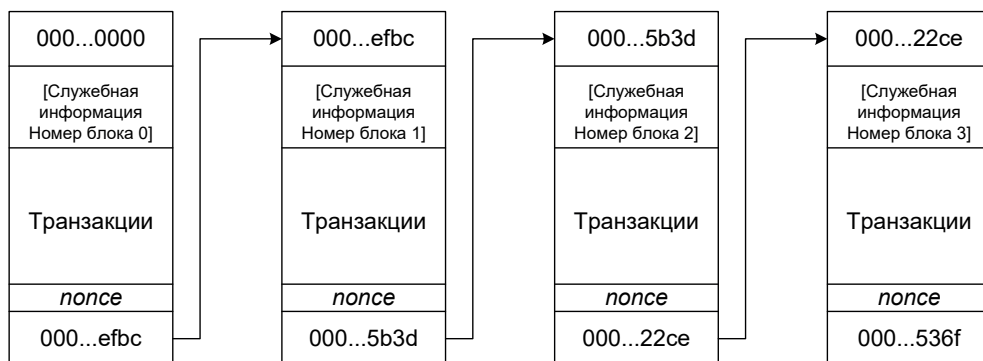 000...0000
[Служебная
информация
Номер блока 0]
Транзакции
nonce
000...efbc
000...efbc
[Служебная
информация
Номер блока 1]
Транзакции
nonce
000...5b3d
000...5b3d
[Служебная
информация
Номер блока 2]
Транзакции
nonce
000...22ce
000...22ce
[Служебная
информация
Номер блока 3]
Транзакции
nonce
000...536f